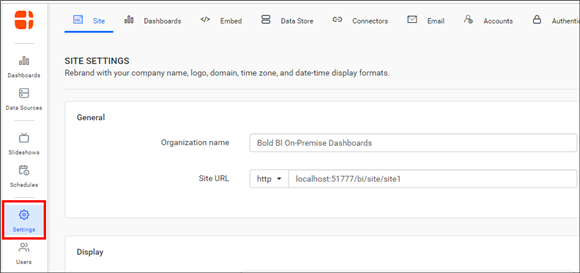 Site
Dashboards
Embed
Data Store
Connectors
Email
Accounts
Dashboards
Data Sources
Slideshows
Schedules
Settings
Users
SITE SETTINGS
Rebrand with your company name, logo, domain, time zone, and date-time display formats.
General
Organization name Bold BI On-Premise Dashboards
Site URL http localhost:51777/bi/site/site1
Display